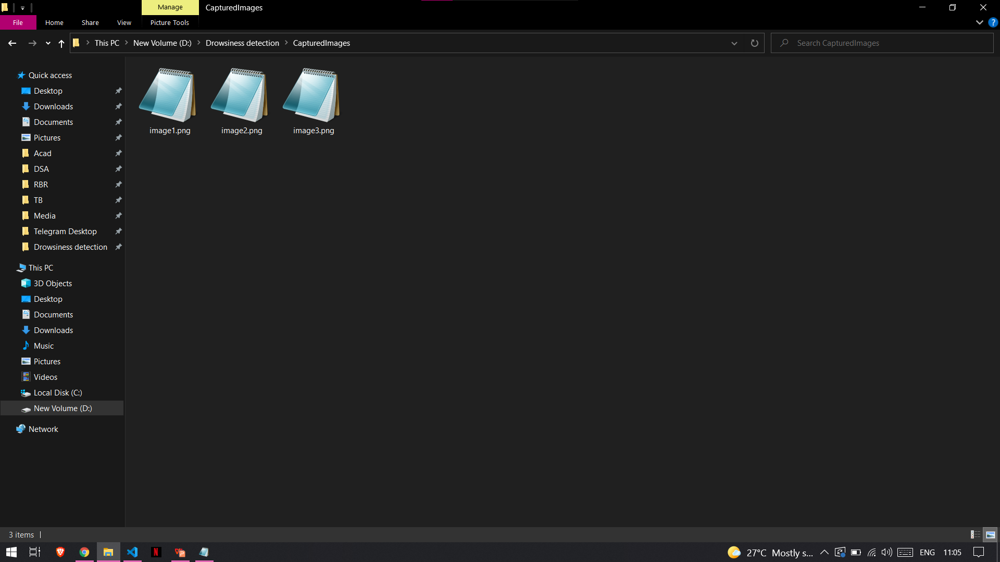 Manage
CapturedImages
File
Home
Share
View
Picture Tools
?
This PC
New Volume (D:)
Drowsiness detection
CapturedImages
Search CapturedImages
Quick access
Desktop
Downloads
Documents
Pictures
Acad
DSA
RBR
TB
Media
Telegram Desktop
Drowsiness detection
This PC
3D Objects
Desktop
Documents
Downloads
Music
Pictures
Videos
Local Disk (C:)
New Volume (D:)
Network
image1.png
image2.png
image3.png
3 items
27°C Mostly s...
ENG
11:05